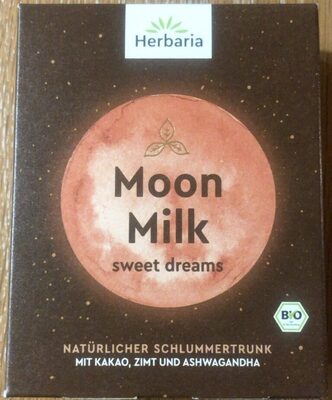 Herbaria
Moon
Milk
sweet dreams
BIO
NATÜRLICHER SCHLUMMERTRUNK
MIT KAKAO, ZIMT UND ASHWAGANDHA